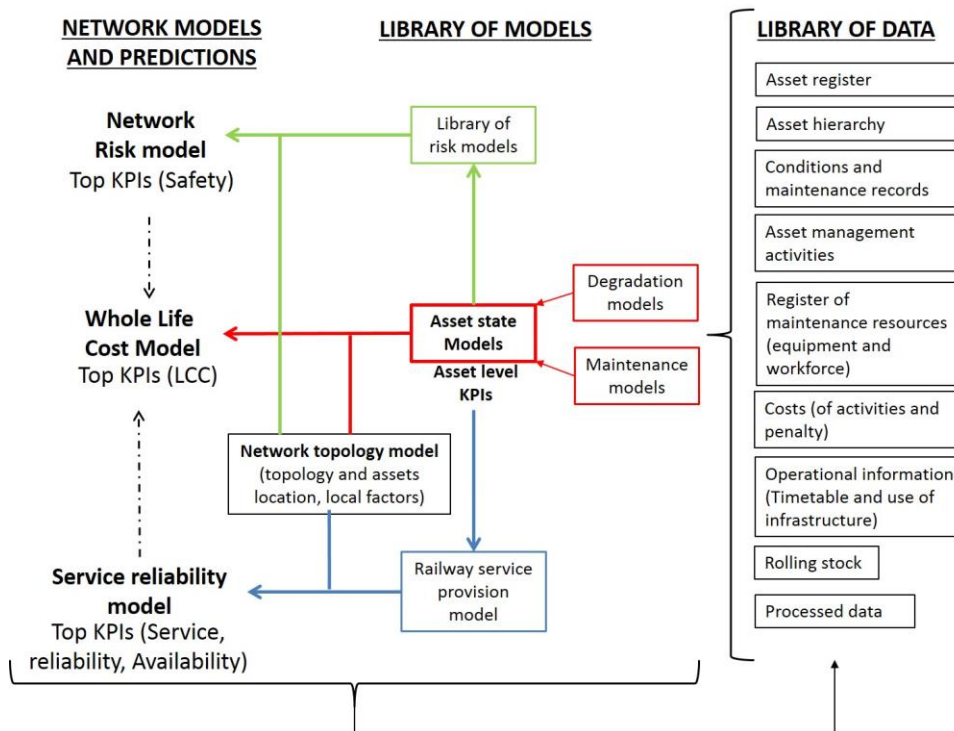 NETWORK MODELS
AND PREDICTIONS
Network
Risk model
Top KPIs (Safety)
Whole Life
Cost Model
Top KPIs (LCC)
Service reliability
model
Top KPIs (Service,
reliability, Availability)
LIBRARY OF MODELS
Library of
risk models
Asset state
Models
Asset level
KPIs
Degradation
models
Maintenance
models
Network topology model
(topology and assets
location, local factors)
Railway service
provision
model
LIBRARY OF DATA
Asset register
Asset hierarchy
Conditions and
maintenance records
Asset management
activities
Register of
maintenance resources
(equipment and
workforce)
Costs (of activities and
penalty)
Operational information
(Timetable and use of
infrastructure)
Rolling stock
Processed data